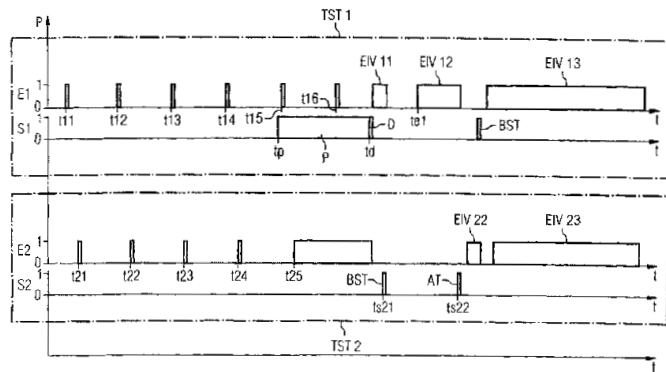 TST 1
P
EIV 11 EIV 12 EIV 13
E1 1 0
t11 t12 t13 t14 t15 t16 te1 t
S1 1 0
D BST
tp P td t
EIV 22 EIV 23
E2 1 0
t21 t22 t23 t24 t25 t
S2 1 0
BST AT
ts21 ts22 t
TST 2
t